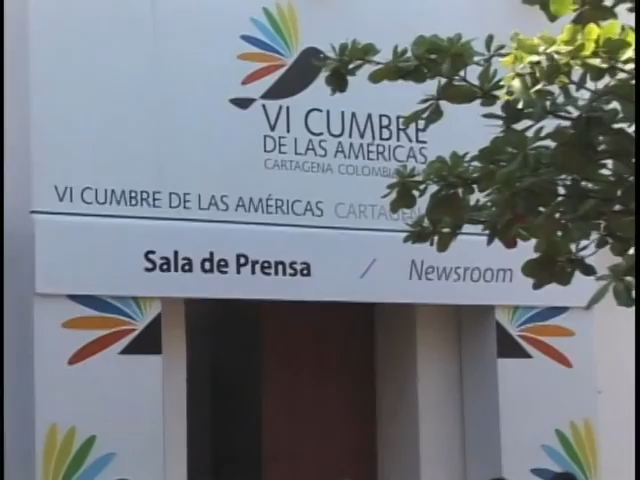 VI CUMBRE
DE LAS AMÉRICAS
CARTAGENA COLOMBIA
VI CUMBRE DE LAS AMÉRICAS
Sala de Prensa / Newsroom